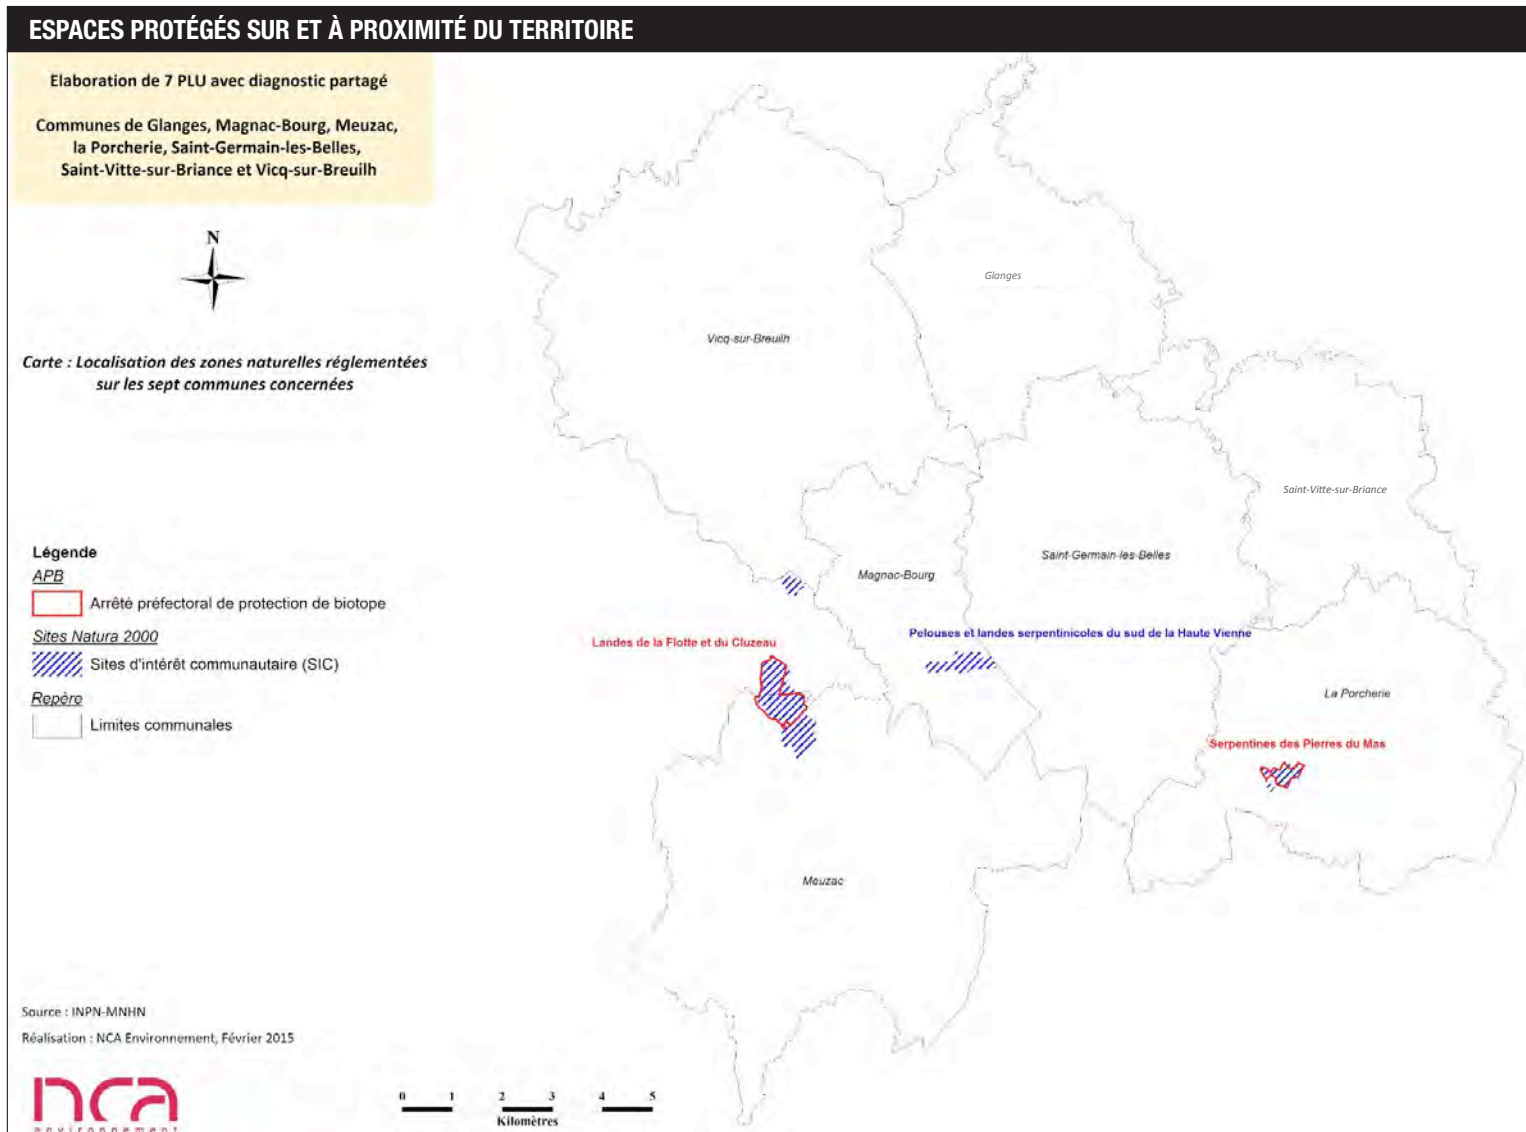 ESPACES PROTÉGÉS SUR ET À PROXIMITÉ DU TERRITOIRE
Elaboration de 7 PLU avec diagnostic partagé
Communes de Glanges, Magnac-Bourg, Meuzac,
la Porcherie, Saint-Germain-les-Belles,
Saint-Vitte-sur-Briance et Vicq-sur-Breuilh
N
Carte : Localisation des zones naturelles réglementées
sur les sept communes concernées
Glanges
Vicq-sur-Breuilh
Saint-Vitte-sur-Briance
Saint-Germain-les-Belles
Magnac-Bourg
Pelouses et landes serpentinicoles du sud de la Haute Vienne
Landes de la Flotte et du Cluzeau
La Porcherie
Serpentines des Pierres du Mas
Meuzac
Légende
APB
Arrêté préfectoral de protection de biotope
Sites Natura 2000
Sites d'intérêt communautaire (SIC)
Repère
Limites communales
Source : INPN-MNHN
Réalisation : NCA Environnement, Février 2015
nca
environnement
0 1 2 3 4 5
Kilomètres